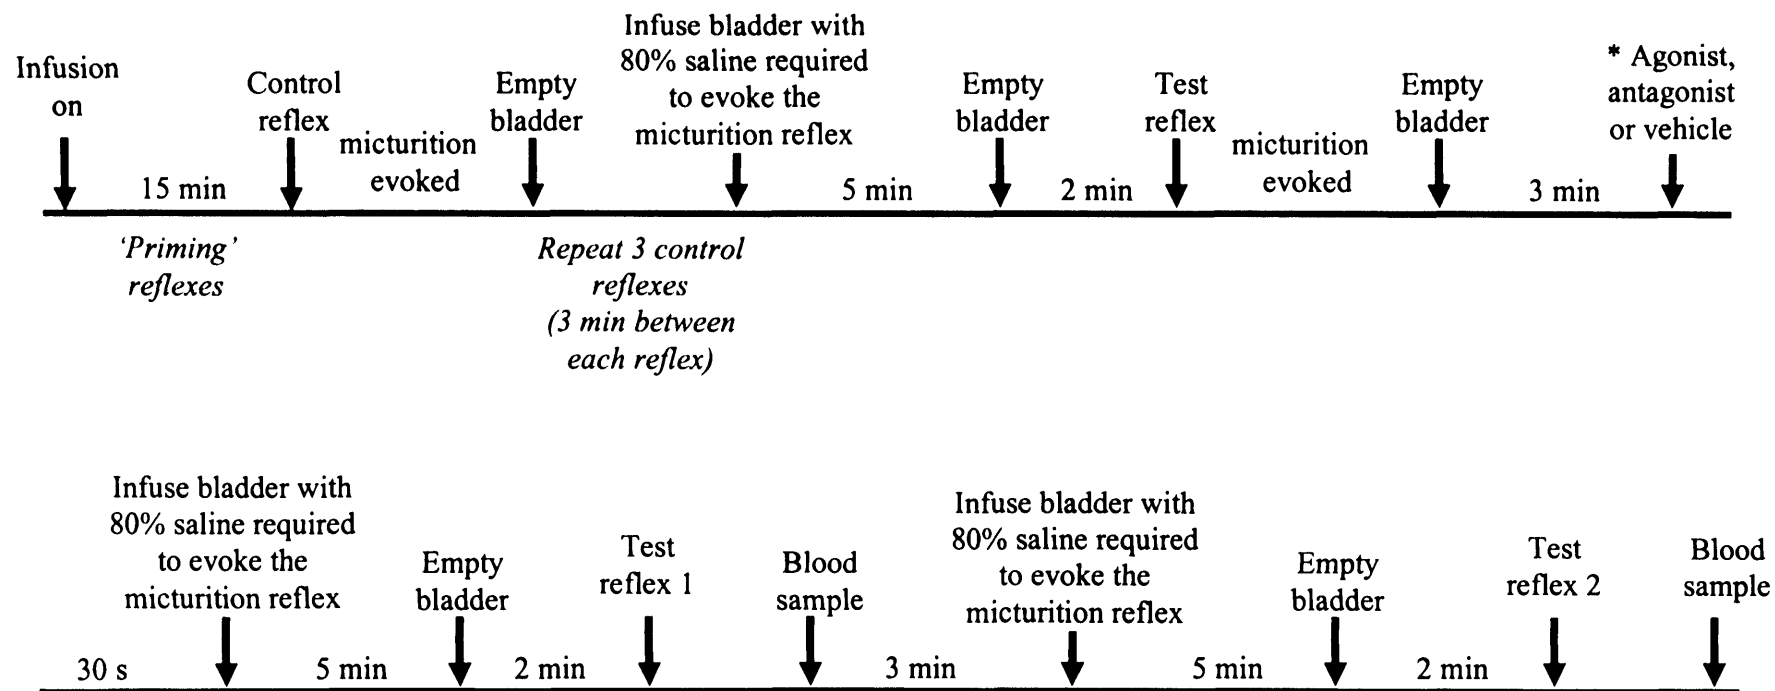 Infusion
on
15 min
'Priming'
reflexes
Control
reflex
micturition
evoked
Empty
bladder
Infuse bladder with
80% saline required
to evoke the
micturition reflex
Repeat 3 control
reflexes
(3 min between
each reflex)
5 min
Empty
bladder
2 min
Test
reflex
micturition
evoked
Empty
bladder
3 min
* Agonist,
antagonist
or vehicle
30 s
Infuse bladder with
80% saline required
to evoke the
micturition reflex
5 min
Empty
bladder
2 min
Test
reflex 1
Blood
sample
3 min
Infuse bladder with
80% saline required
to evoke the
micturition reflex
5 min
Empty
bladder
2 min
Test
reflex 2
Blood
sample